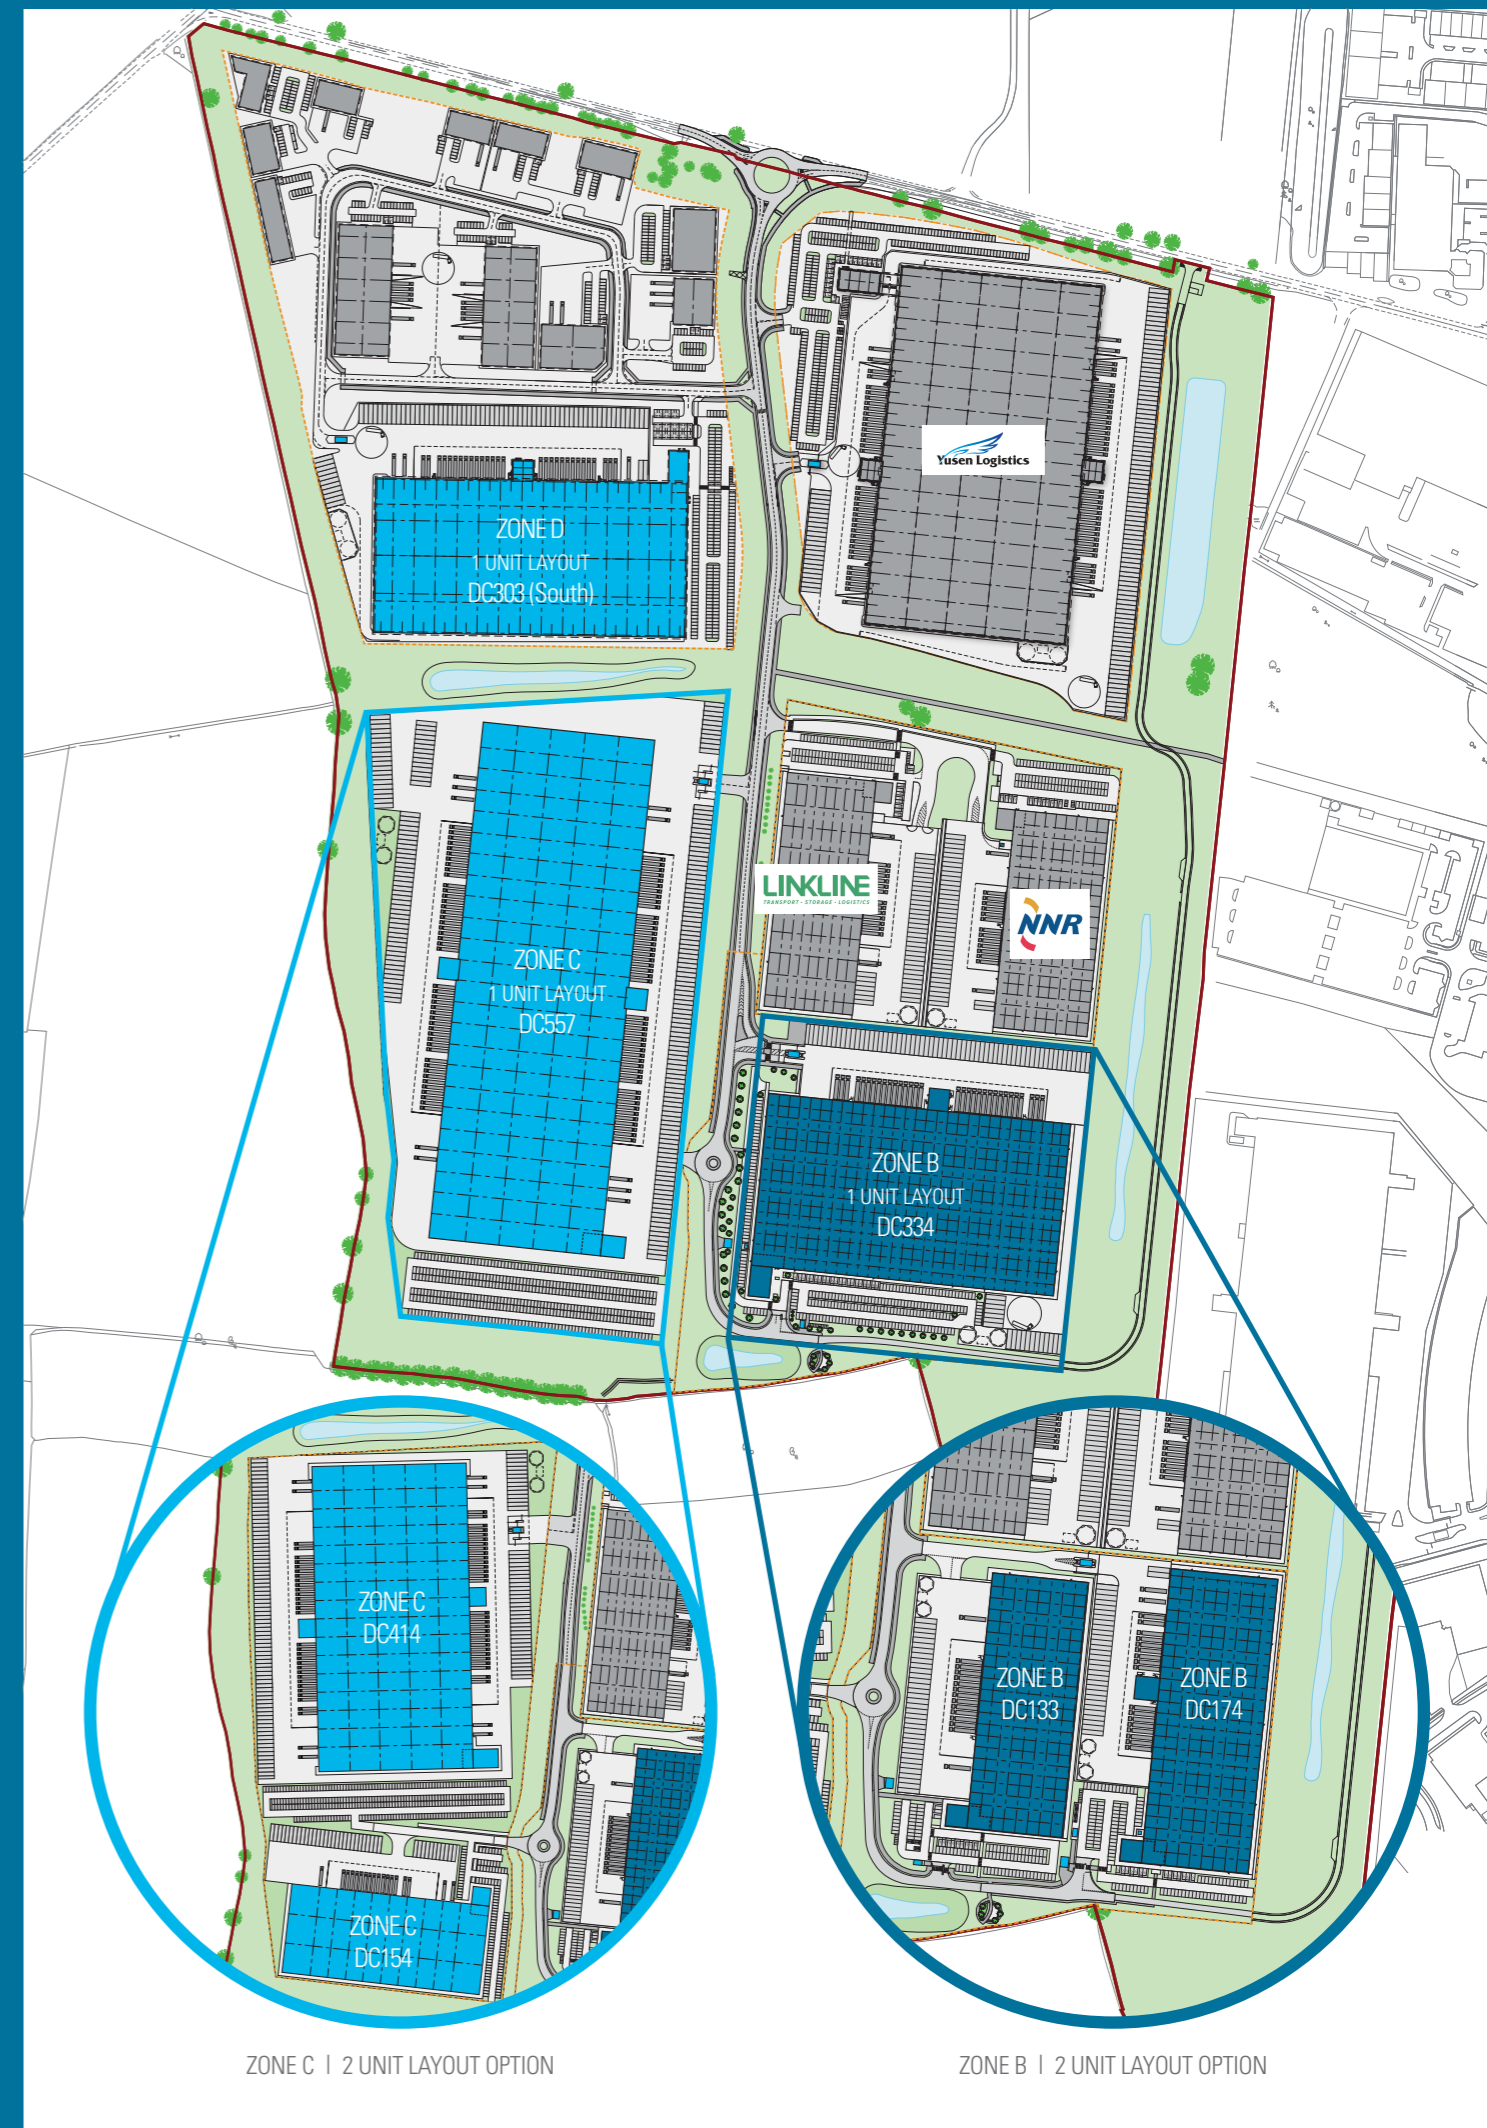 Yusen Logistics
ZONE D
1 UNIT LAYOUT
DC303 (South)
LINKLINE
TRANSPORT - STORAGE - LOGISTICS
NNR
ZONE C
1 UNIT LAYOUT
DC557
ZONE B
1 UNIT LAYOUT
DC334
ZONE C
DC414
ZONE C
DC154
ZONE B
DC133
ZONE B
DC174
ZONE C | 2 UNIT LAYOUT OPTION
ZONE B | 2 UNIT LAYOUT OPTION